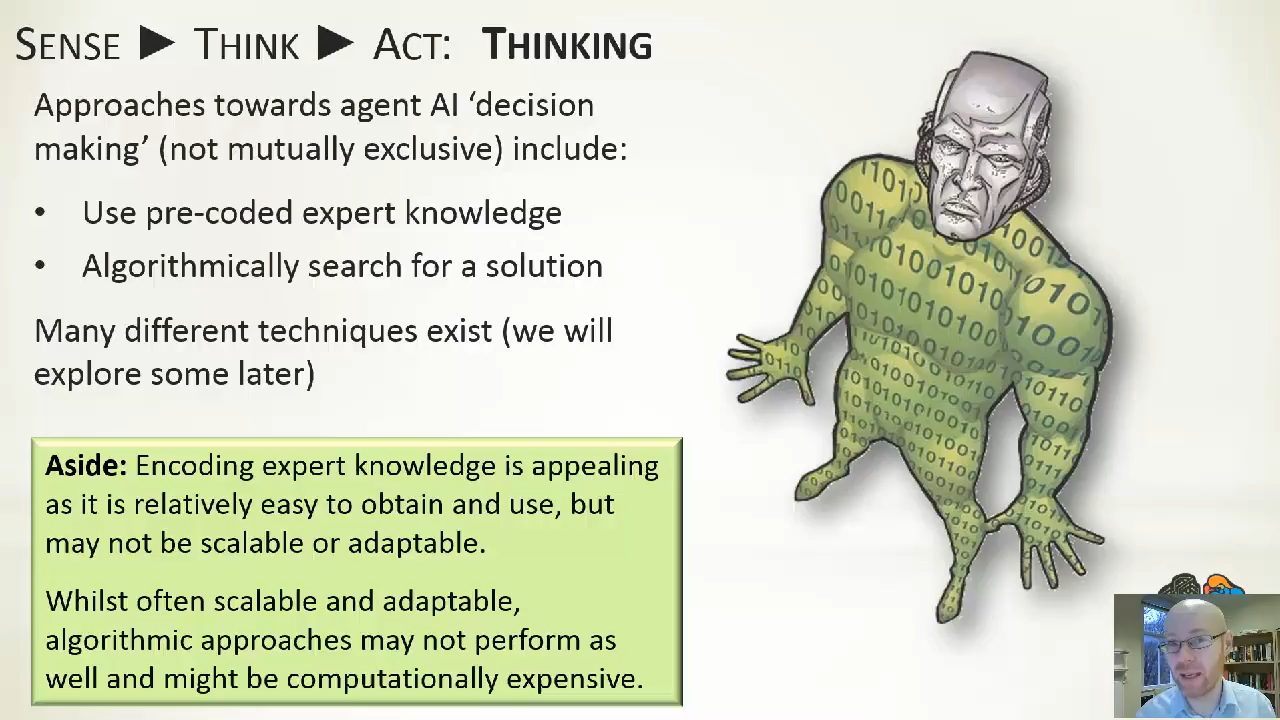 SENSE ► THINK ► ACT: THINKING
Approaches towards agent AI ‘decision
making’ (not mutually exclusive) include:
• Use pre-coded expert knowledge
• Algorithmically search for a solution
Many different techniques exist (we will
explore some later)
Aside: Encoding expert knowledge is appealing
as it is relatively easy to obtain and use, but
may not be scalable or adaptable.
Whilst often scalable and adaptable,
algorithmic approaches may not perform as
well and might be computationally expensive.